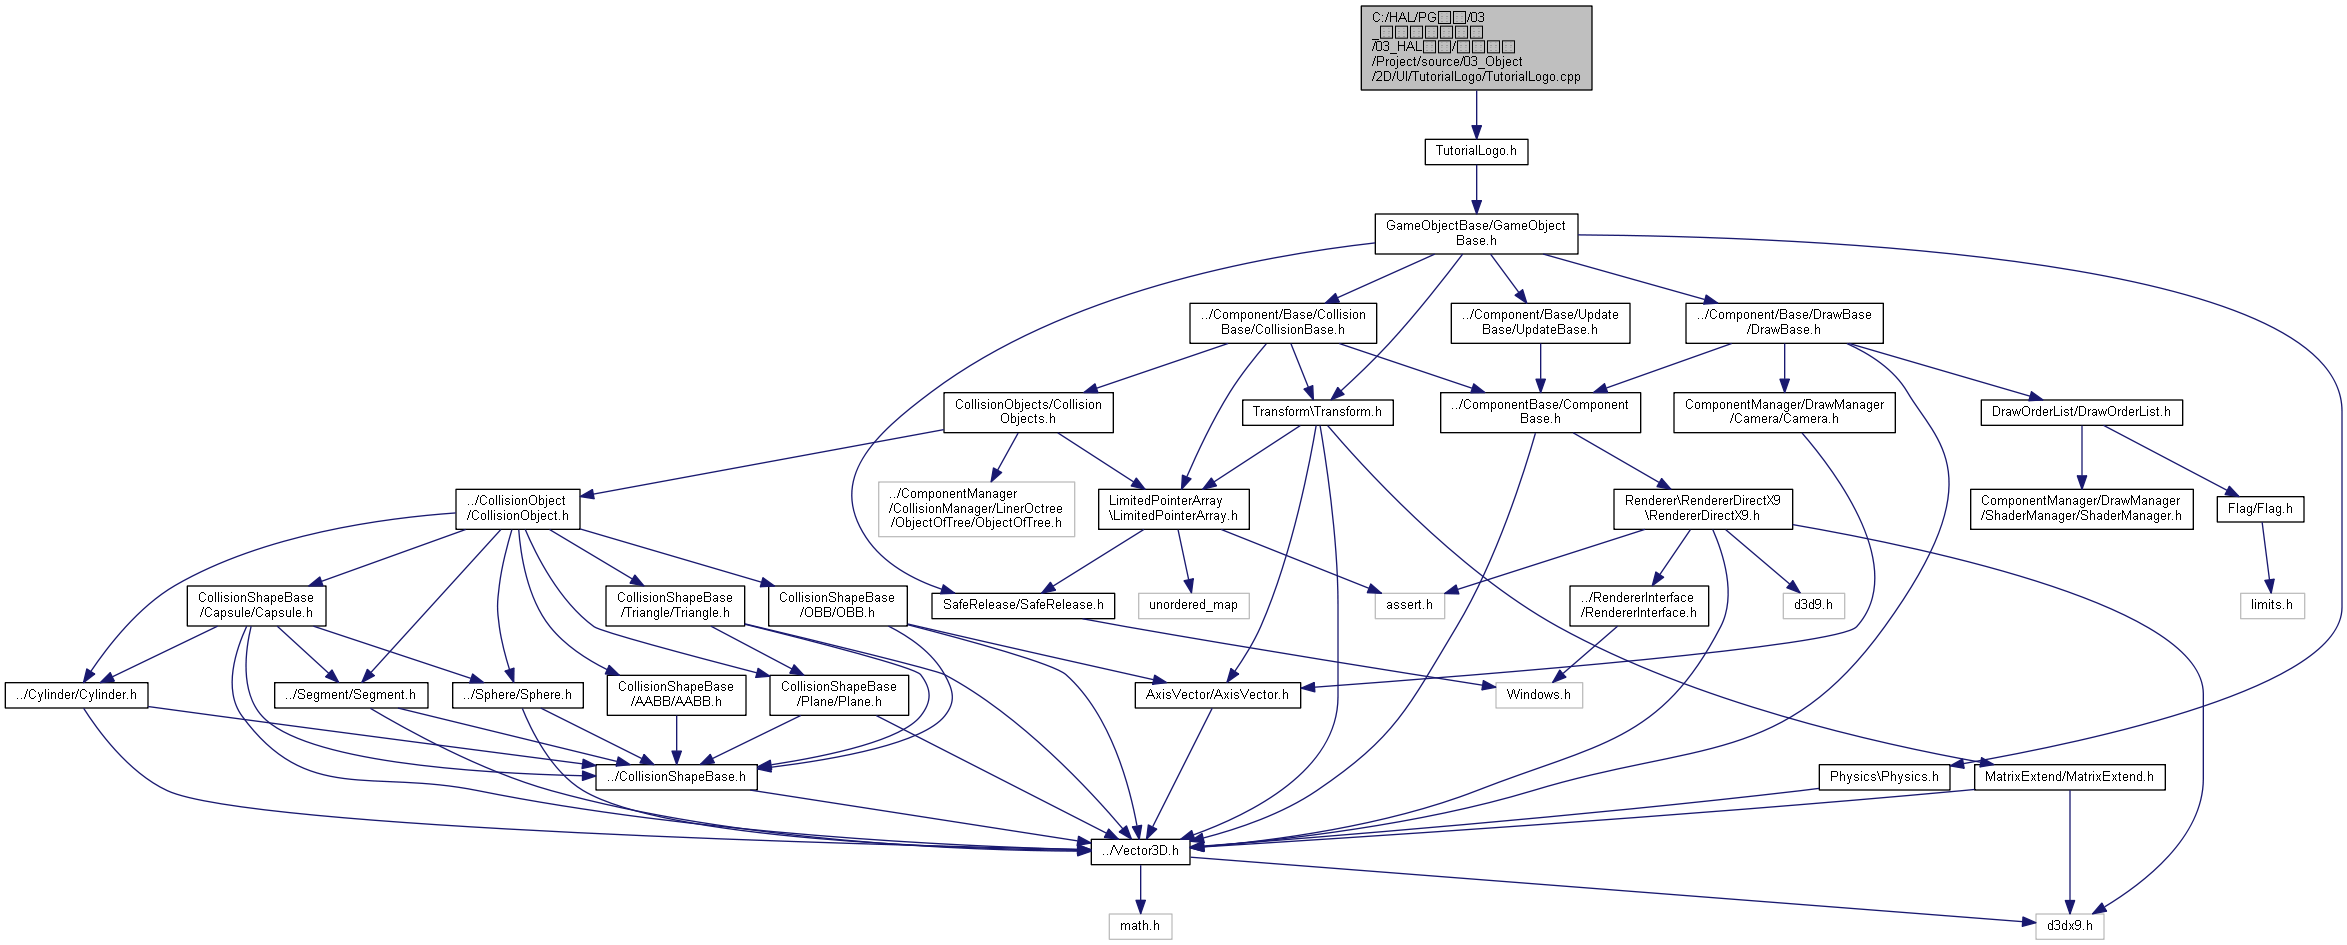 C:/HAL/PG□□/03
_□□□□□□□
/03_HAL□□/□□□□
/Project/source/03_Object
/2D/UI/TutorialLogo/TutorialLogo.cpp
TutorialLogo.h
GameObjectBase/GameObject
Base.h
../Component/Base/Collision
Base/CollisionBase.h
../Component/Base/Update
Base/UpdateBase.h
../Component/Base/DrawBase
/DrawBase.h
CollisionObjects/Collision
Objects.h
Transform\Transform.h
../ComponentBase/Component
Base.h
ComponentManager/DrawManager
/Camera/Camera.h
DrawOrderList/DrawOrderList.h
../CollisionObject
/CollisionObject.h
../ComponentManager
/CollisionManager/LinerOctree
/ObjectOfTree/ObjectOfTree.h
LimitedPointerArray
\LimitedPointerArray.h
Renderer\RendererDirectX9
\RendererDirectX9.h
ComponentManager/DrawManager
/ShaderManager/ShaderManager.h
Flag/Flag.h
CollisionShapeBase
/Capsule/Capsule.h
CollisionShapeBase
/Triangle/Triangle.h
CollisionShapeBase
/OBB/OBB.h
SafeRelease/SafeRelease.h
unordered_map
assert.h
../RendererInterface
/RendererInterface.h
d3d9.h
limits.h
../Cylinder/Cylinder.h
../Segment/Segment.h
../Sphere/Sphere.h
CollisionShapeBase
/AABB/AABB.h
CollisionShapeBase
/Plane/Plane.h
AxisVector/AxisVector.h
Windows.h
../CollisionShapeBase.h
Physics\Physics.h
MatrixExtend/MatrixExtend.h
../Vector3D.h
math.h
d3dx9.h